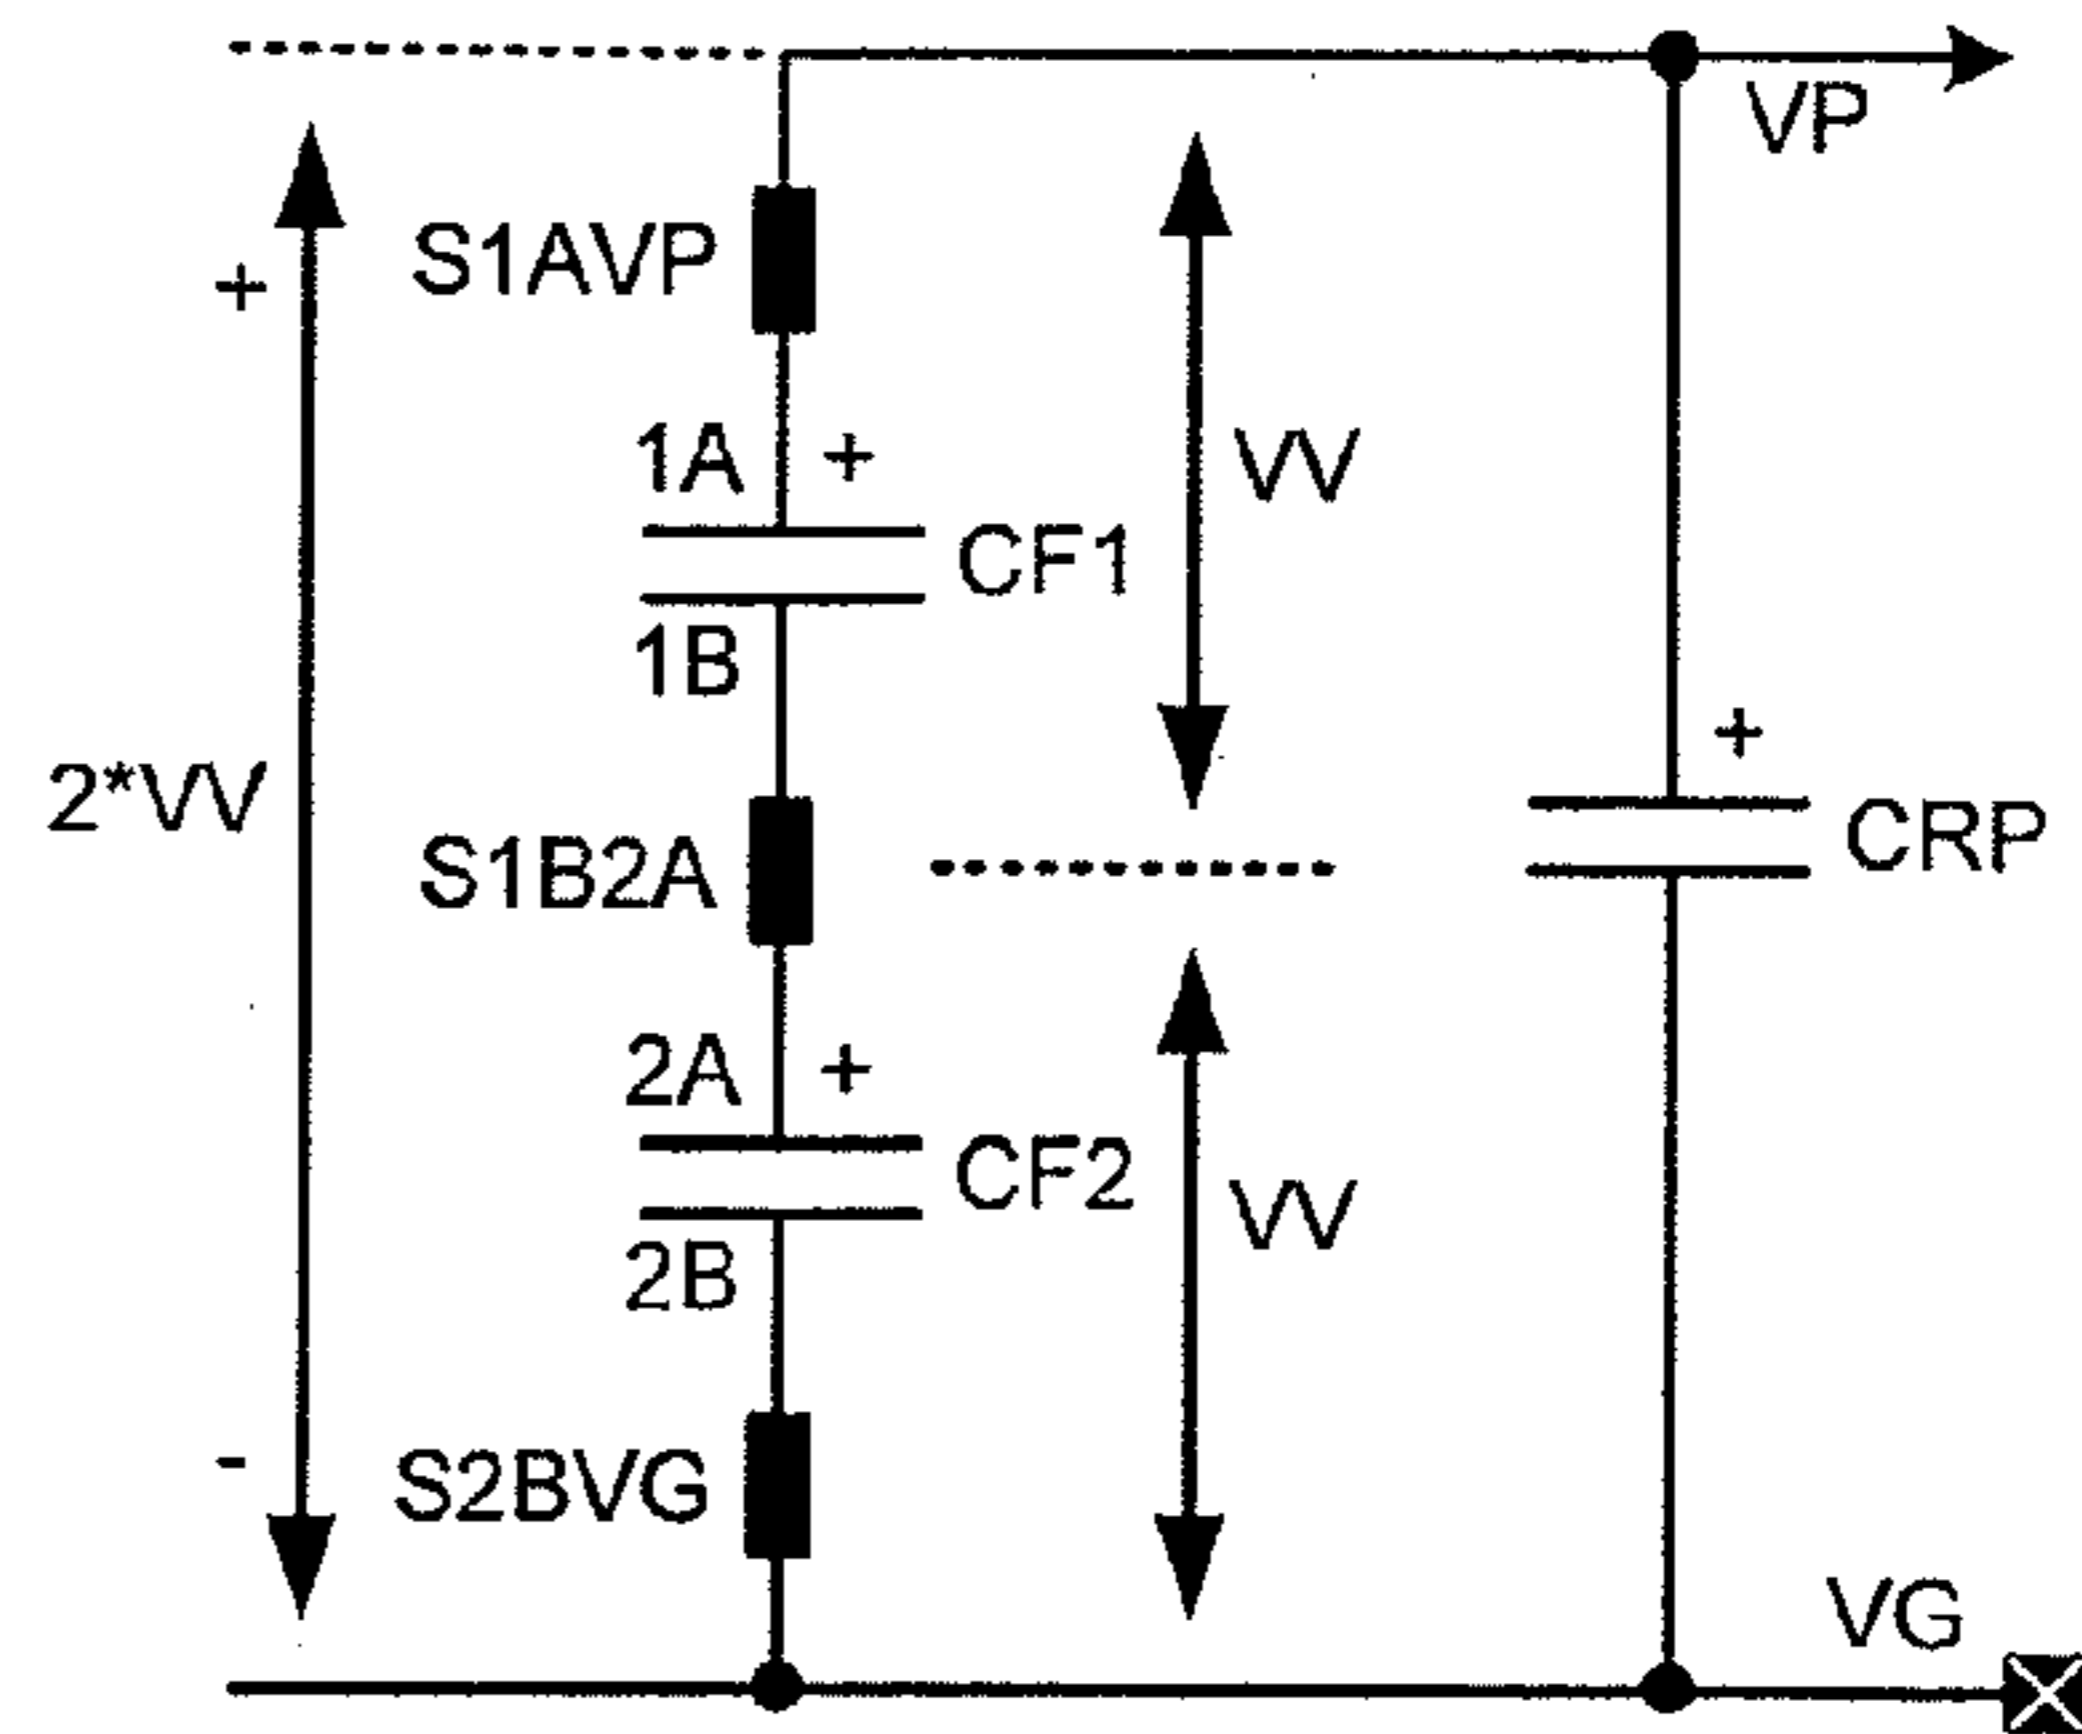 VP
+
S1AVP
1A +
VV
CF1
1B
+
2*VV
S1B2A
CRP
2A +
CF2
VV
2B
-
S2BVG
VG